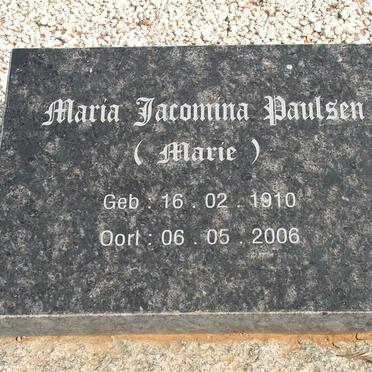 Maria Jacomina Paulsen
( Marie )
Geb : 16 . 02 . 1910
Oorl : 06 . 05 . 2006